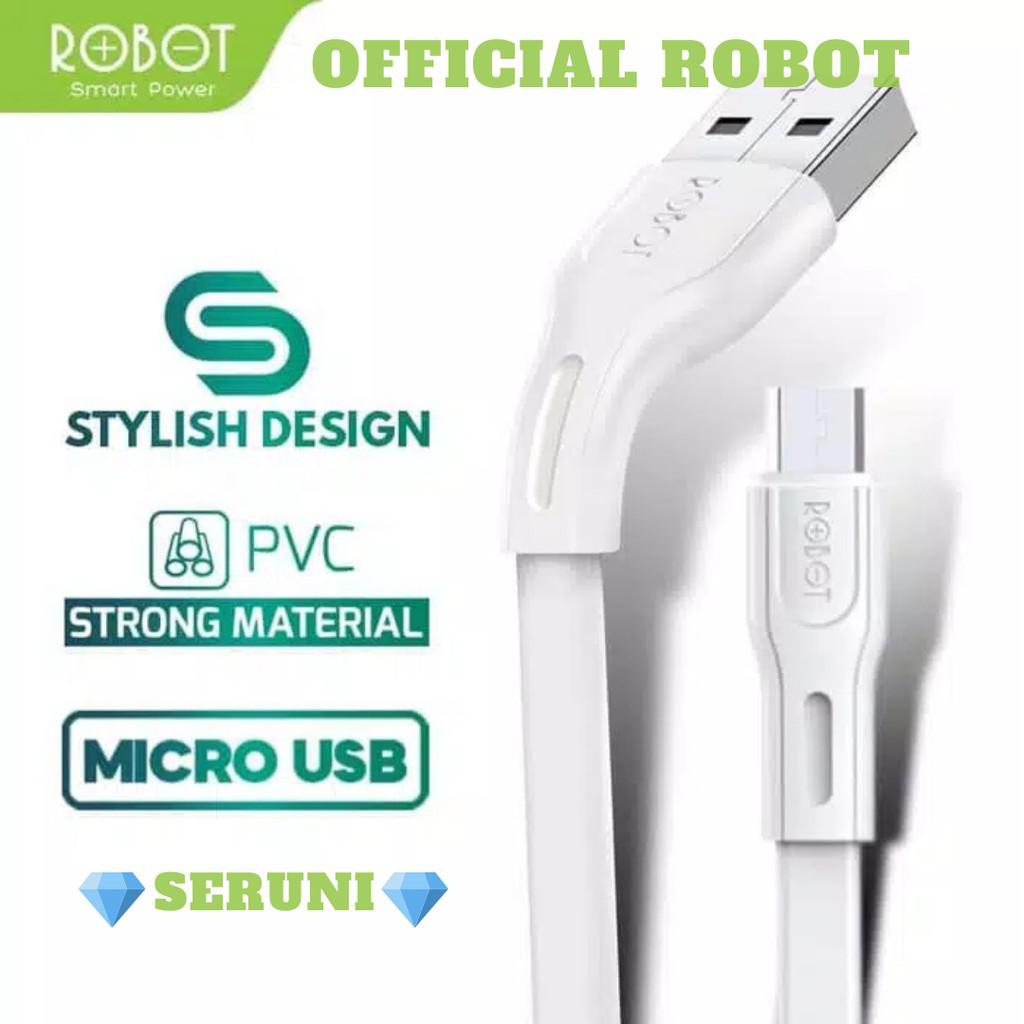 ROBOT
Smart Power
OFFICIAL ROBOT
ROBOT
STYLISH DESIGN
PVC
STRONG MATERIAL
ROBOT
MICRO USB
SERUNI